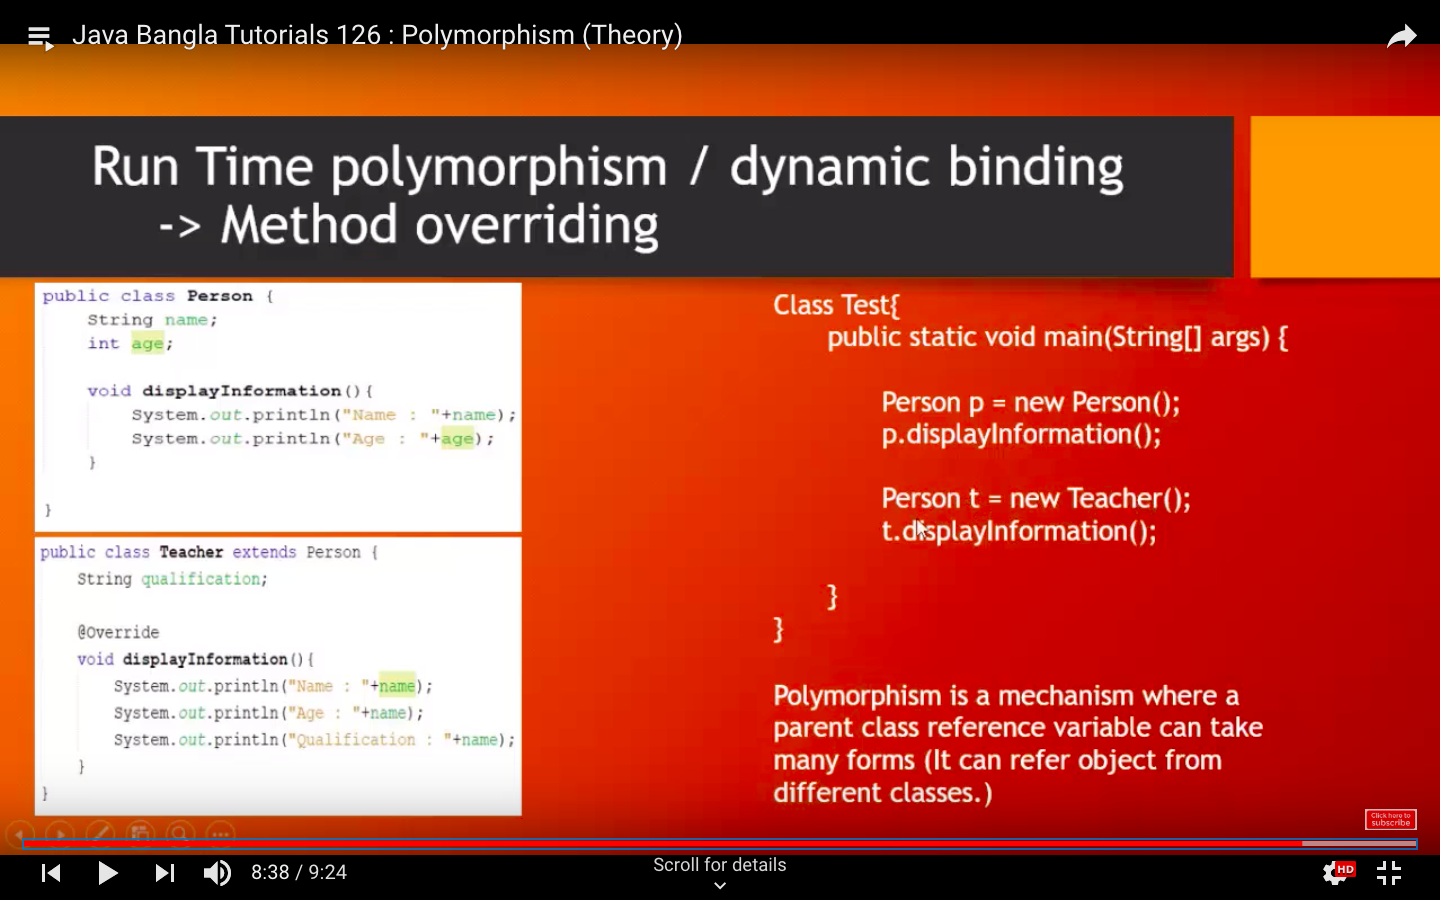 Java Bangla Tutorials 126 : Polymorphism (Theory)
Run Time polymorphism / dynamic binding
-> Method overriding
public class Person {
String name;
int age;
void displayInformation(){
System.out.println("Name : "+name);
System.out.println("Age : "+age);
}
}
public class Teacher extends Person {
String qualification;
@Override
void displayInformation(){
System.out.println("Name : "+name);
System.out.println("Age : "+name);
System.out.println("Qualification : "+name);
}
}
Class Test{
public static void main(String[] args) {
Person p = new Person();
p.displayInformation();
Person t = new Teacher();
t.displayInformation();
}
}
Polymorphism is a mechanism where a
parent class reference variable can take
many forms (It can refer object from
different classes.)
Click here to
subscribe
8:38 / 9:24
Scroll for details
HD